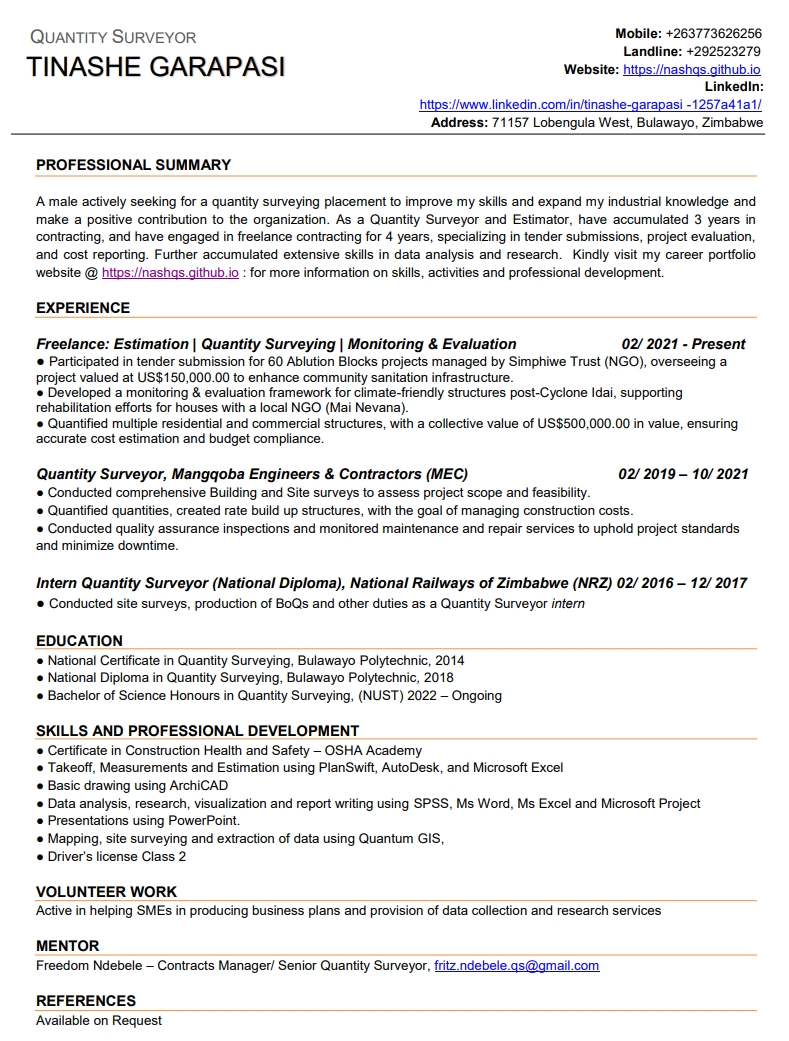 QUANTITY SURVEYOR
TINASHE GARAPASI
Mobile: +263773626256
Landline: +292523279
Website: https://nashqs.github.io
LinkedIn:
https://www.linkedin.com/in/tinashe-garapasi -1257a41a1/
Address: 71157 Lobengula West, Bulawayo, Zimbabwe
PROFESSIONAL SUMMARY
A male actively seeking for a quantity surveying placement to improve my skills and expand my industrial knowledge and
make a positive contribution to the organization. As a Quantity Surveyor and Estimator, have accumulated 3 years in
contracting, and have engaged in freelance contracting for 4 years, specializing in tender submissions, project evaluation,
and cost reporting. Further accumulated extensive skills in data analysis and research. Kindly visit my career portfolio
website @ https://nashqs.github.io : for more information on skills, activities and professional development.
EXPERIENCE
Freelance: Estimation | Quantity Surveying | Monitoring & Evaluation 02/ 2021 - Present
● Participated in tender submission for 60 Ablution Blocks projects managed by Simphiwe Trust (NGO), overseeing a
project valued at US$150,000.00 to enhance community sanitation infrastructure.
● Developed a monitoring & evaluation framework for climate-friendly structures post-Cyclone Idai, supporting
rehabilitation efforts for houses with a local NGO (Mai Nevana).
● Quantified multiple residential and commercial structures, with a collective value of US$500,000.00 in value, ensuring
accurate cost estimation and budget compliance.
Quantity Surveyor, Mangqoba Engineers & Contractors (MEC) 02/ 2019 – 10/ 2021
● Conducted comprehensive Building and Site surveys to assess project scope and feasibility.
● Quantified quantities, created rate build up structures, with the goal of managing construction costs.
● Conducted quality assurance inspections and monitored maintenance and repair services to uphold project standards
and minimize downtime.
Intern Quantity Surveyor (National Diploma), National Railways of Zimbabwe (NRZ) 02/ 2016 – 12/ 2017
● Conducted site surveys, production of BoQs and other duties as a Quantity Surveyor intern
EDUCATION
● National Certificate in Quantity Surveying, Bulawayo Polytechnic, 2014
● National Diploma in Quantity Surveying, Bulawayo Polytechnic, 2018
● Bachelor of Science Honours in Quantity Surveying, (NUST) 2022 – Ongoing
SKILLS AND PROFESSIONAL DEVELOPMENT
● Certificate in Construction Health and Safety – OSHA Academy
● Takeoff, Measurements and Estimation using PlanSwift, AutoDesk, and Microsoft Excel
● Basic drawing using ArchiCAD
● Data analysis, research, visualization and report writing using SPSS, Ms Word, Ms Excel and Microsoft Project
● Presentations using PowerPoint.
● Mapping, site surveying and extraction of data using Quantum GIS,
● Driver's license Class 2
VOLUNTEER WORK
Active in helping SMEs in producing business plans and provision of data collection and research services
MENTOR
Freedom Ndebele – Contracts Manager/ Senior Quantity Surveyor, fritz.ndebele.qs@gmail.com
REFERENCES
Available on Request